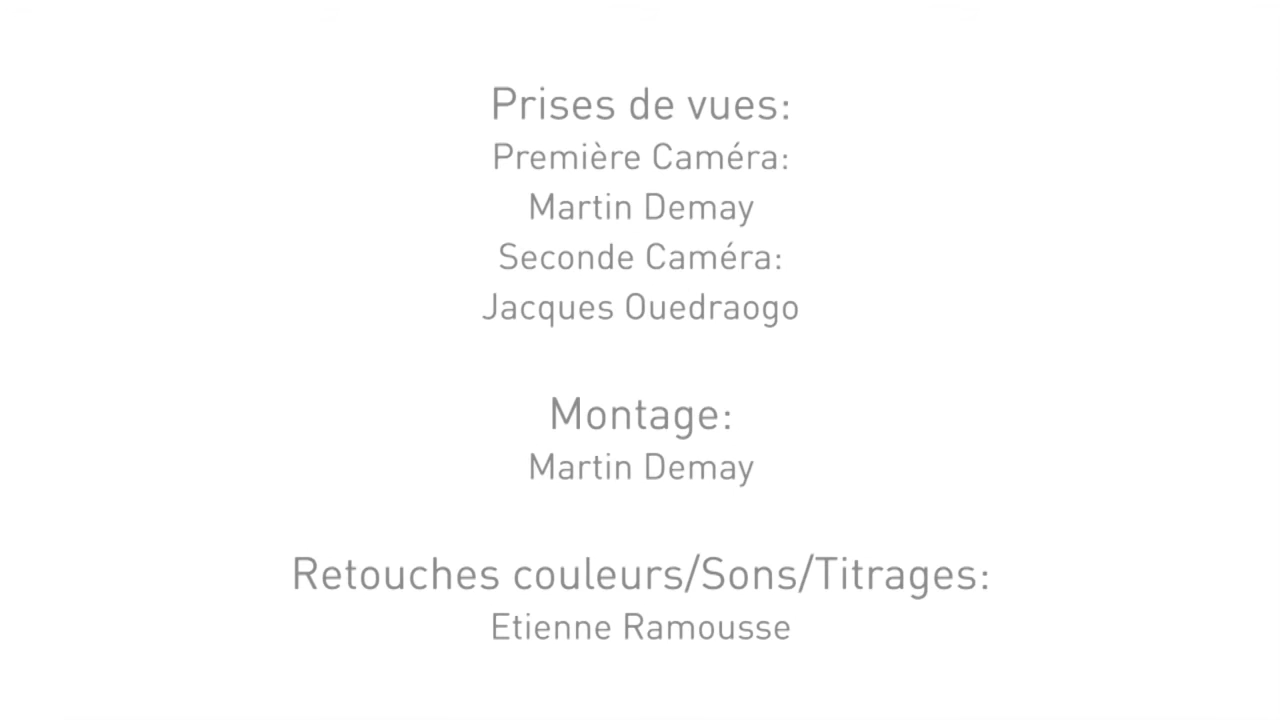 Prises de vues:
Première Caméra:
Martin Demay
Seconde Caméra:
Jacques Ouedraogo
Montage:
Martin Demay
Retouches couleurs/Sons/Titrages:
Etienne Ramousse